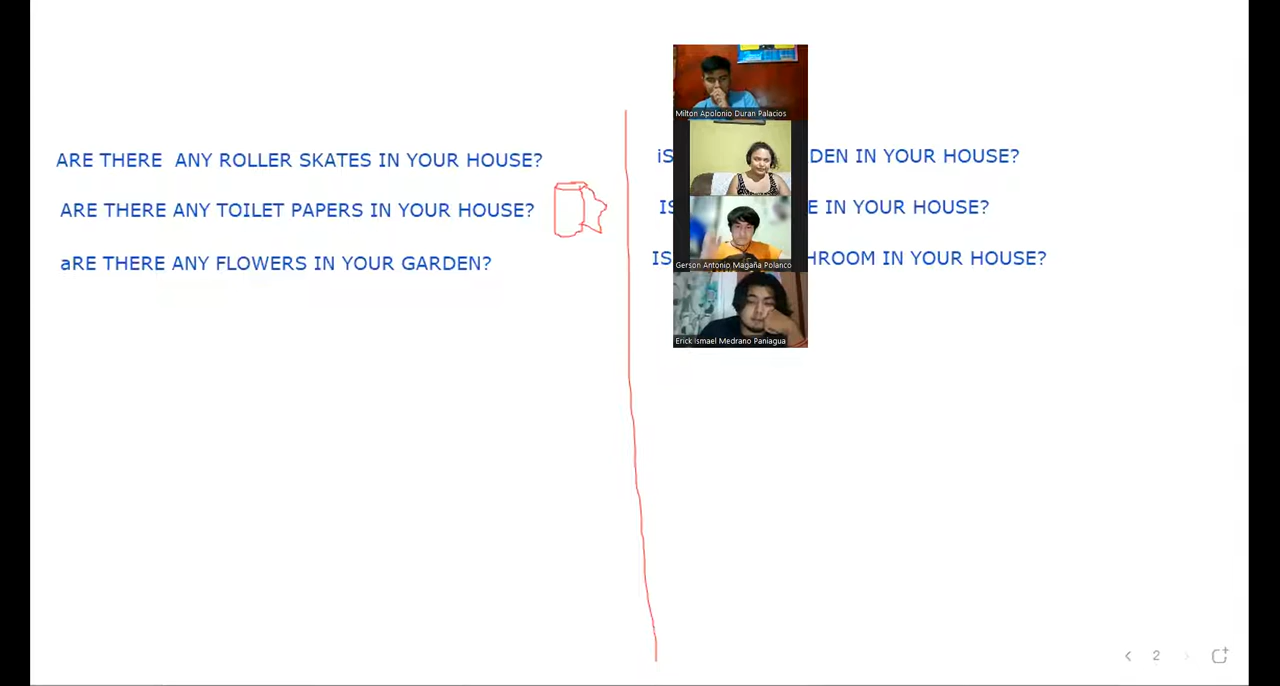 ARE THERE ANY ROLLER SKATES IN YOUR HOUSE?
ARE THERE ANY TOILET PAPERS IN YOUR HOUSE?
aRE THERE ANY FLOWERS IN YOUR GARDEN?
Milton Apolonio Duran Palacios
iS DEN IN YOUR HOUSE?
IS E IN YOUR HOUSE?
IS HROOM IN YOUR HOUSE?
Gerson Antonio Magaña Polanco
Erick Ismael Medrano Paniagua
2